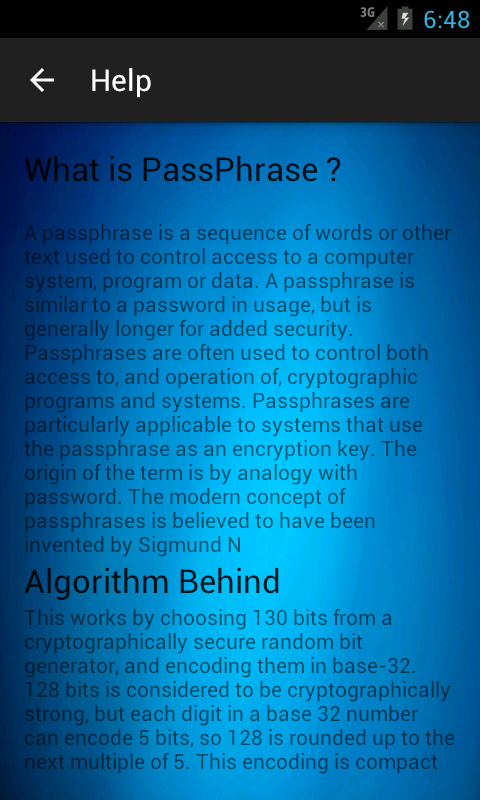 3G
6:48
Help
What is PassPhrase ?
A passphrase is a sequence of words or other
text used to control access to a computer
system, program or data. A passphrase is
similar to a password in usage, but is
generally longer for added security.
Passphrases are often used to control both
access to, and operation of, cryptographic
programs and systems. Passphrases are
particularly applicable to systems that use
the passphrase as an encryption key. The
origin of the term is by analogy with
password. The modern concept of
passphrases is believed to have been
invented by Sigmund N
Algorithm Behind
This works by choosing 130 bits from a
cryptographically secure random bit
generator, and encoding them in base-32.
128 bits is considered to be cryptographically
strong, but each digit in a base 32 number
can encode 5 bits, so 128 is rounded up to the
next multiple of 5. This encoding is compact